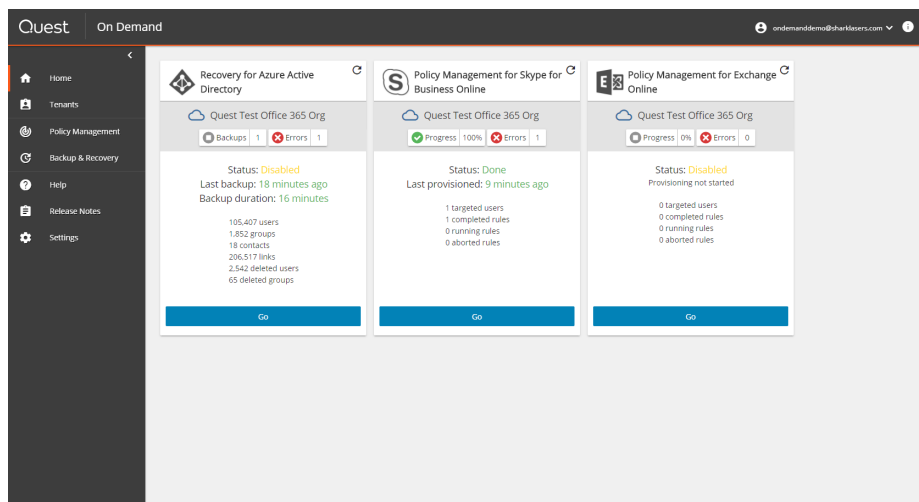 Quest On Demand
ondemanddemo@sharklasers.com
Home
Tenants
Policy Management
Backup & Recovery
Help
Release Notes
Settings
Recovery for Azure Active
Directory
Quest Test Office 365 Org
Backups 1 Errors 1
Status: Disabled
Last backup: 18 minutes ago
Backup duration: 16 minutes
105,407 users
1,852 groups
18 contacts
206,517 links
2,542 deleted users
65 deleted groups
Go
Policy Management for Skype for
Business Online
Quest Test Office 365 Org
Progress 100% Errors 1
Status: Done
Last provisioned: 9 minutes ago
1 targeted users
1 completed rules
0 running rules
0 aborted rules
Go
Policy Management for Exchange
Online
Quest Test Office 365 Org
Progress 0% Errors 0
Status: Disabled
Provisioning not started
0 targeted users
0 completed rules
0 running rules
0 aborted rules
Go